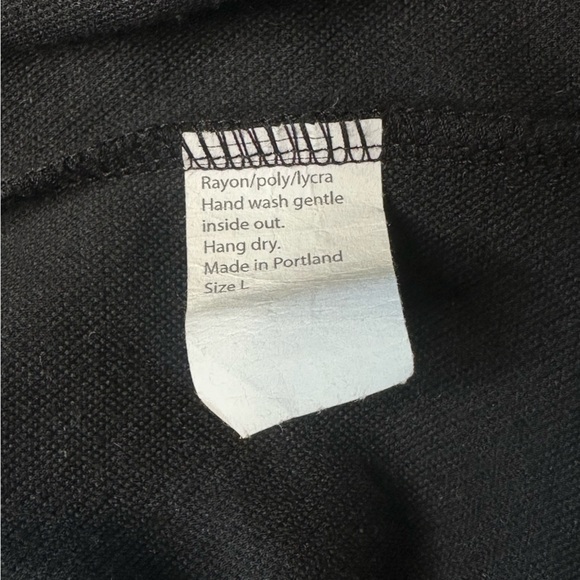 Rayon/poly/lycra
Hand wash gentle
inside out.
Hang dry.
Made in Portland
Size L